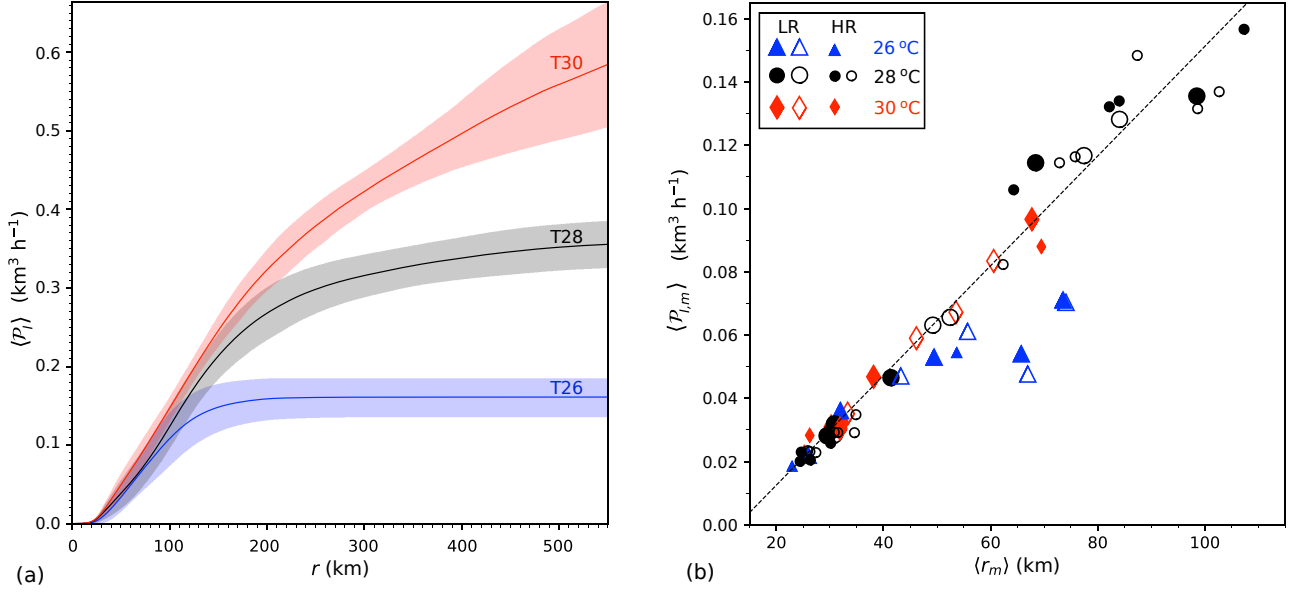 0.6
0.5
0.4
0.3
0.2
0.1
0.0
⟨𝒫_l⟩ (km³ h⁻¹)
T30
T28
T26
0 100 200 300 400 500
r (km)
(a)
0.16
0.14
0.12
0.10
0.08
0.06
0.04
0.02
0.00
⟨𝒫_{l,m}⟩ (km³ h⁻¹)
LR HR
26 °C
28 °C
30 °C
20 40 60 80 100
⟨r_m⟩ (km)
(b)